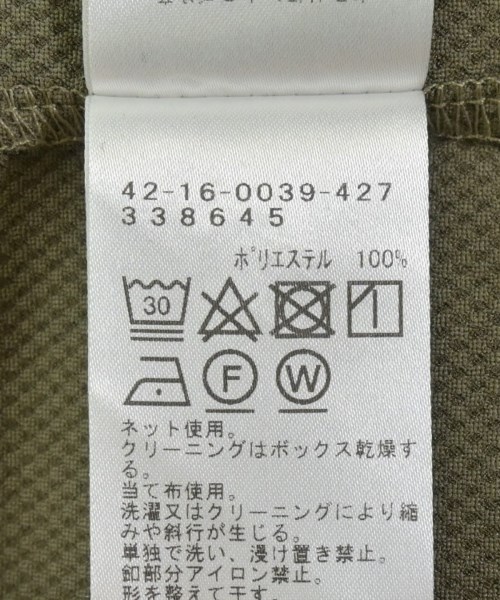 42-16-0039-427
338645
ポリエステル 100%
30
F W
ネット使用。
クリーニングはボックス乾燥す
る。
当て布使用。
洗濯又はクリーニングにより縮
みや斜行が生じる。
単独で洗い、浸け置き禁止。
釦部分アイロン禁止。
形を整えて干す。